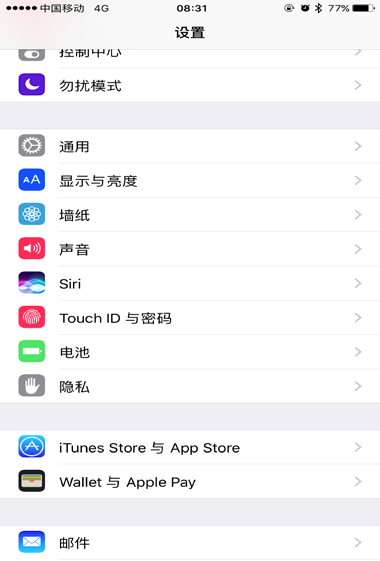 中国移动 4G 08:31 77%
设置
控制中心
勿扰模式
通用
AA 显示与亮度
墙纸
声音
Siri
Touch ID 与密码
电池
隐私
iTunes Store 与 App Store
Wallet 与 Apple Pay
邮件